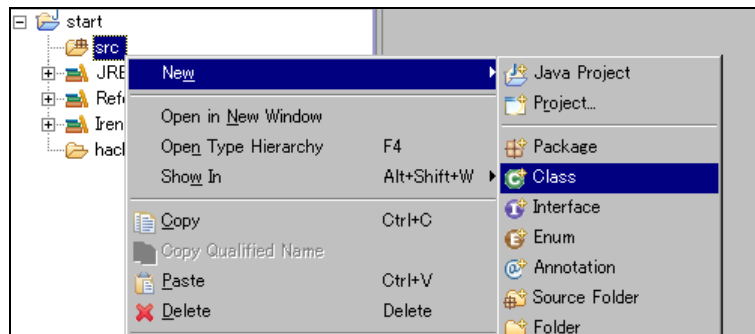 start
src
JRE
Refe
Iren
hacl
New
Open in New Window
Open Type Hierarchy F4
Show In Alt+Shift+W
Copy Ctrl+C
Copy Qualified Name
Paste Ctrl+V
Delete Delete
Java Project
Project...
Package
Class
Interface
Enum
Annotation
Source Folder
Folder